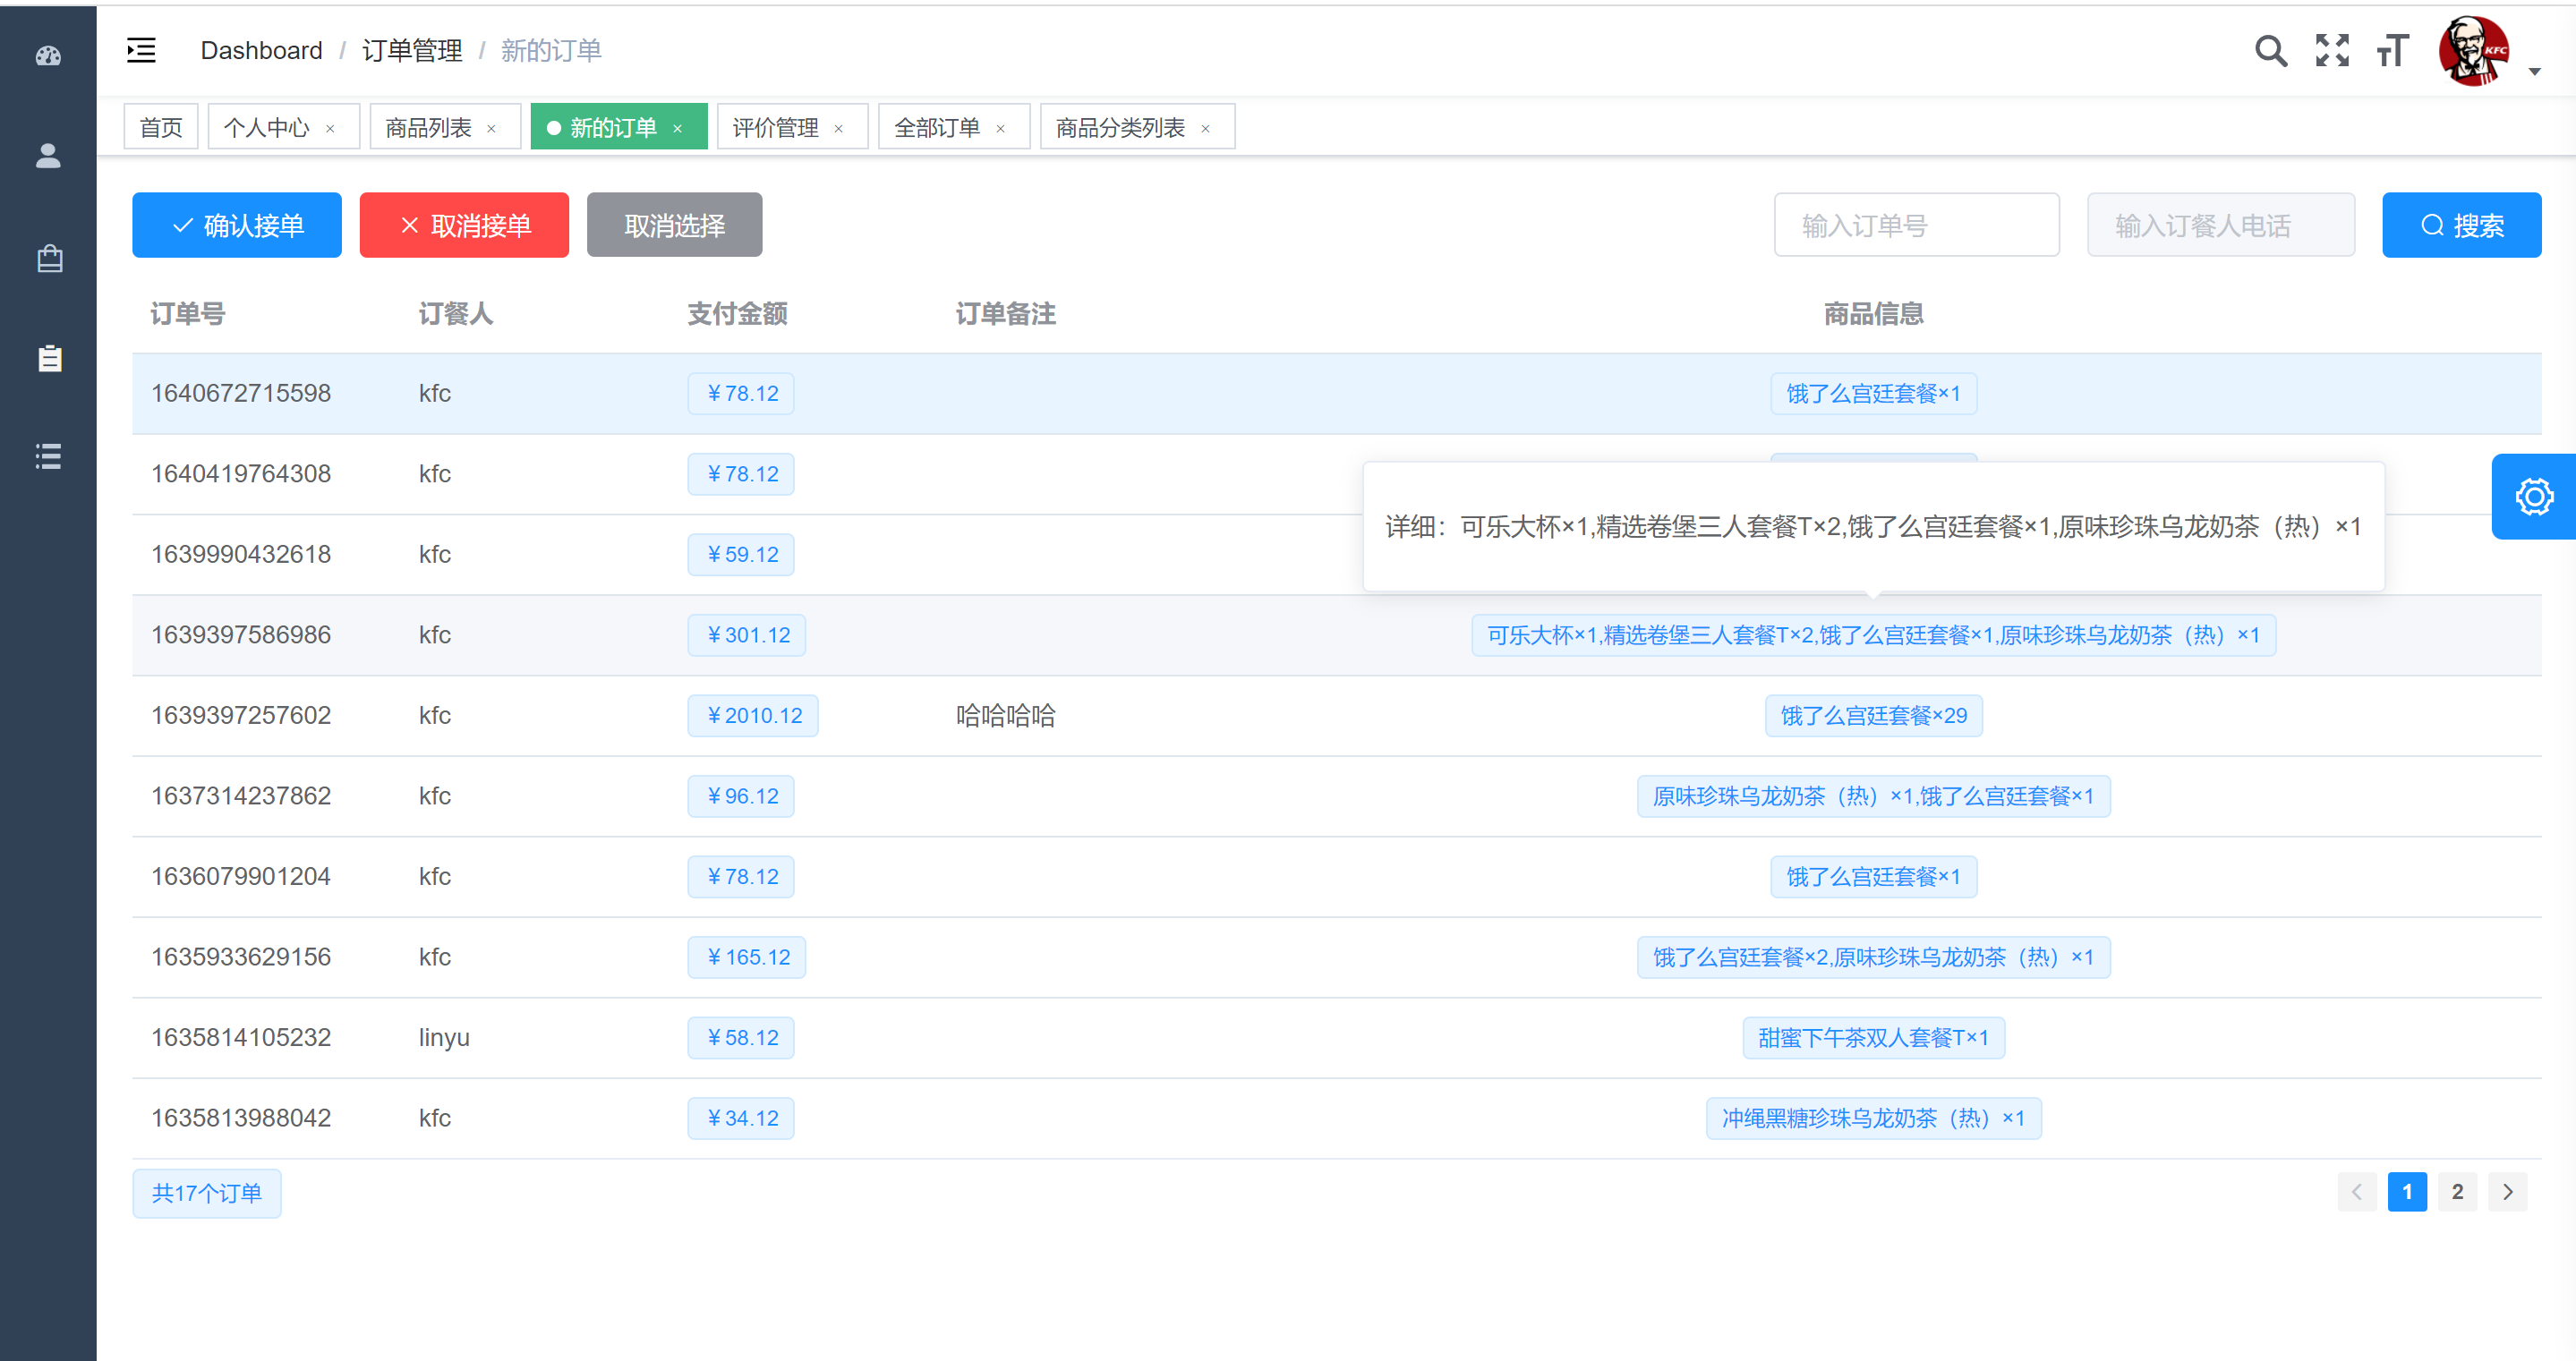 Dashboard / 订单管理 / 新的订单
KFC
首页 个人中心 × 商品列表 × 新的订单 × 评价管理 × 全部订单 × 商品分类列表 ×
确认接单 取消接单 取消选择 输入订单号 输入订餐人电话 搜索
订单号 订餐人 支付金额 订单备注 商品信息
1640672715598 kfc ￥78.12 饿了么宫廷套餐×1
1640419764308 kfc ￥78.12
详细：可乐大杯×1,精选卷堡三人套餐T×2,饿了么宫廷套餐×1,原味珍珠乌龙奶茶（热）×1
1639990432618 kfc ￥59.12
1639397586986 kfc ￥301.12 可乐大杯×1,精选卷堡三人套餐T×2,饿了么宫廷套餐×1,原味珍珠乌龙奶茶（热）×1
1639397257602 kfc ￥2010.12 哈哈哈哈 饿了么宫廷套餐×29
1637314237862 kfc ￥96.12 原味珍珠乌龙奶茶（热）×1,饿了么宫廷套餐×1
1636079901204 kfc ￥78.12 饿了么宫廷套餐×1
1635933629156 kfc ￥165.12 饿了么宫廷套餐×2,原味珍珠乌龙奶茶（热）×1
1635814105232 linyu ￥58.12 甜蜜下午茶双人套餐T×1
1635813988042 kfc ￥34.12 冲绳黑糖珍珠乌龙奶茶（热）×1
共17个订单 1 2